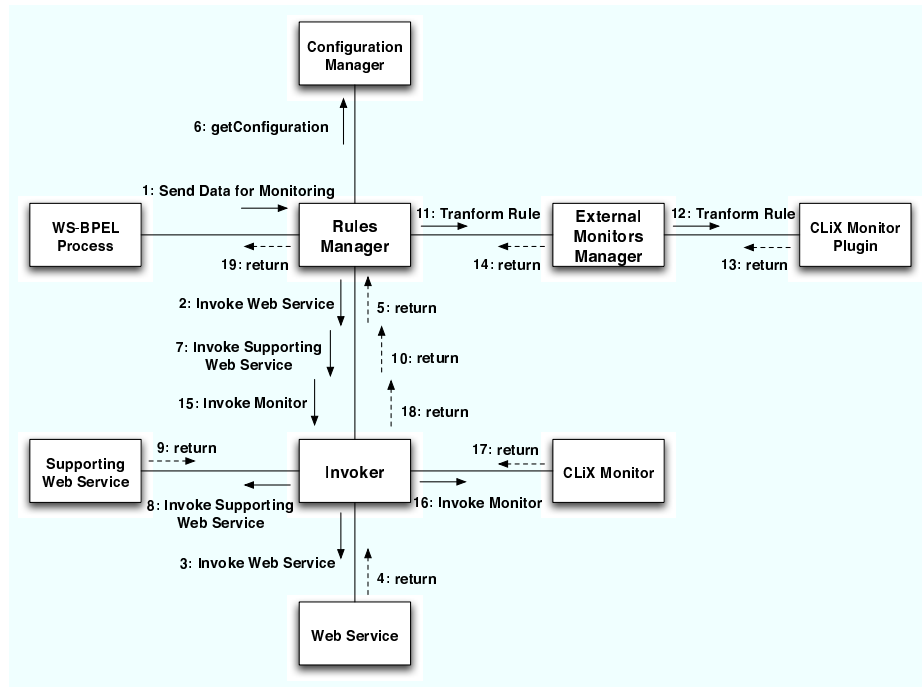 Configuration
Manager
6: getConfiguration
1: Send Data for Monitoring
WS-BPEL
Process
Rules
Manager
11: Tranform Rule
External
Monitors
Manager
12: Tranform Rule
CLiX Monitor
Plugin
19: return
14: return
13: return
2: Invoke Web Service
5: return
7: Invoke Supporting
Web Service
10: return
15: Invoke Monitor
18: return
9: return
17: return
Supporting
Web Service
Invoker
CLiX Monitor
8: Invoke Supporting
Web Service
16: Invoke Monitor
3: Invoke Web Service
4: return
Web Service